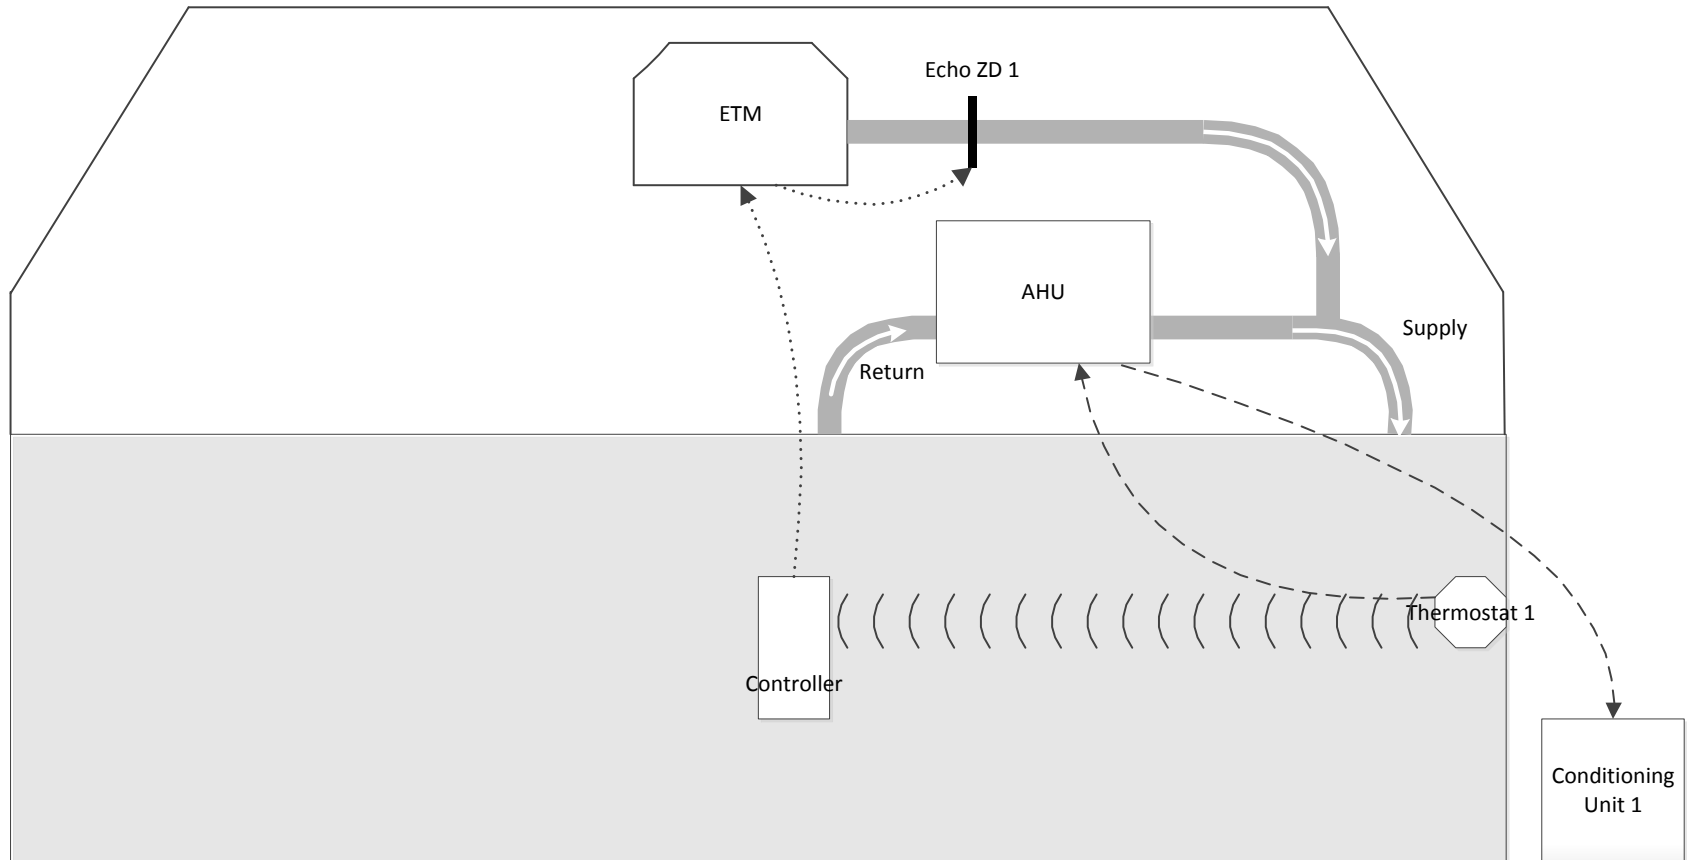 Echo ZD 1
ETM
AHU
Supply
Return
Thermostat 1
Controller
Conditioning
Unit 1